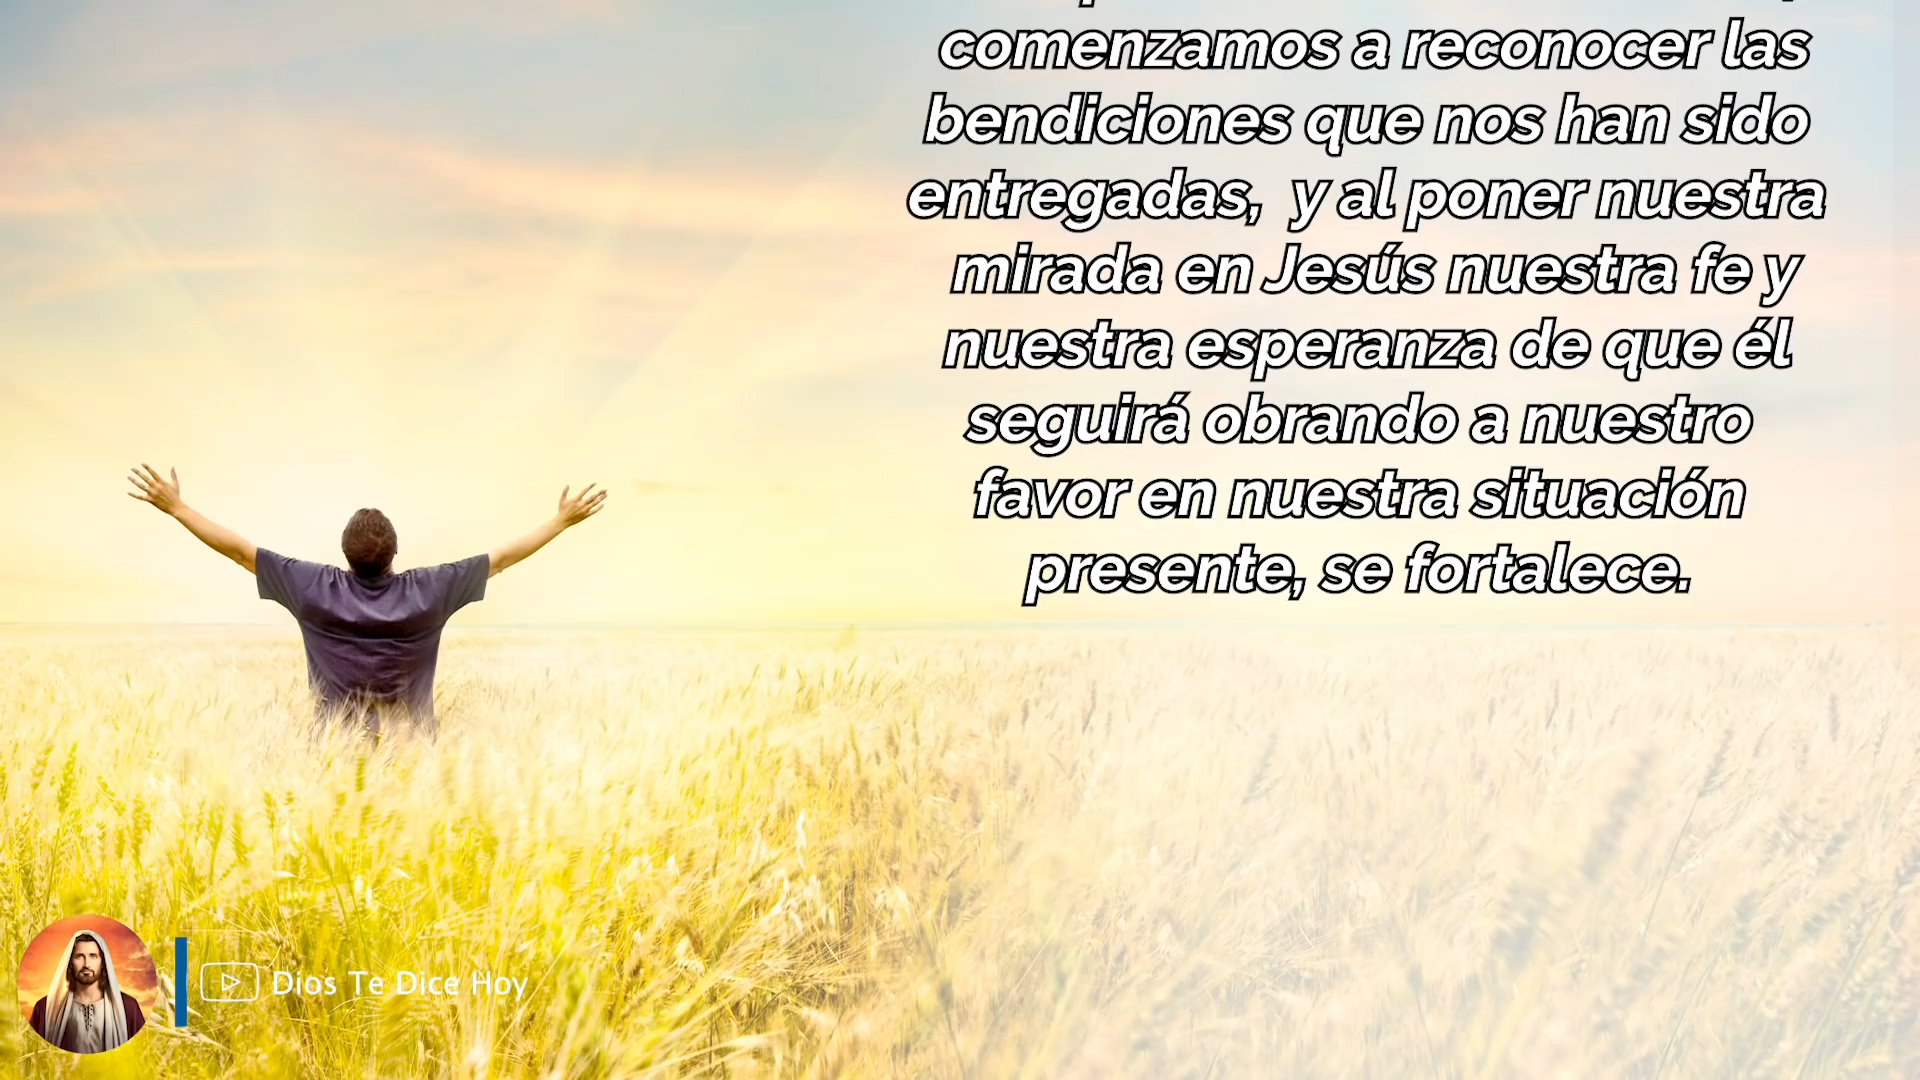 comenzamos a reconocer las
bendiciones que nos han sido
entregadas,  y al poner nuestra
mirada en Jesús nuestra fe y
nuestra esperanza de que él
seguirá obrando a nuestro
favor en nuestra situación
presente, se fortalece.
Dios Te Dice Hoy